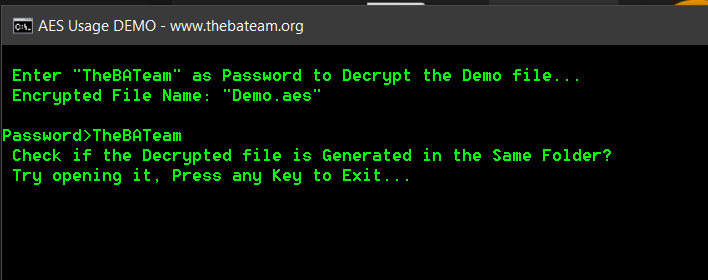 AES Usage DEMO - www.thebateam.org
Enter "TheBATeam" as Password to Decrypt the Demo file...
Encrypted File Name: "Demo.aes"
Password>TheBATeam
Check if the Decrypted file is Generated in the Same Folder?
Try opening it, Press any Key to Exit...